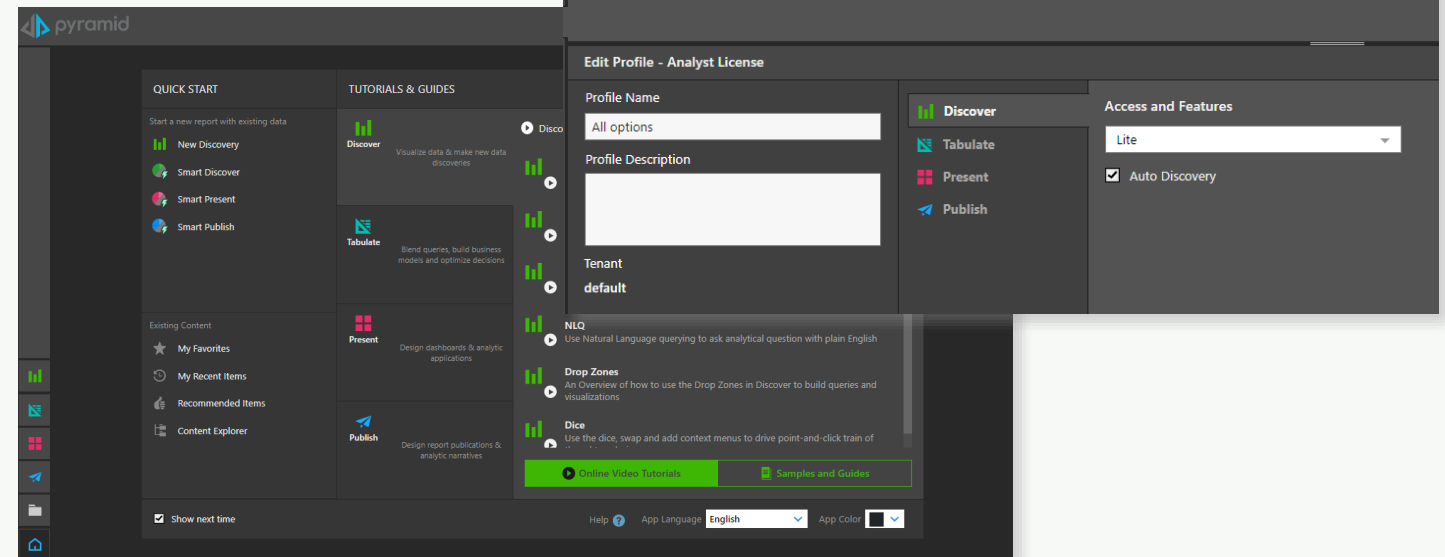 pyramid
QUICK START
Start a new report with existing data
New Discovery
Smart Discover
Smart Present
Smart Publish
Existing Content
My Favorites
My Recent Items
Recommended Items
Content Explorer
TUTORIALS & GUIDES
Discover
Visualize data & make new data
discoveries
Tabulate
Blend queries, build business
models and optimize decisions
Present
Design dashboards & analytic
applications
Publish
Design report publications &
analytic narratives
Disco
NLQ
Use Natural Language querying to ask analytical question with plain English
Drop Zones
An Overview of how to use the Drop Zones in Discover to build queries and
visualizations
Dice
Use the dice, swap and add context menus to drive point-and-click train of
Online Video Tutorials
Samples and Guides
Show next time
Help ?
App Language English
App Color
Edit Profile - Analyst License
Profile Name
All options
Profile Description
Tenant
default
Discover
Tabulate
Present
Publish
Access and Features
Lite
Auto Discovery